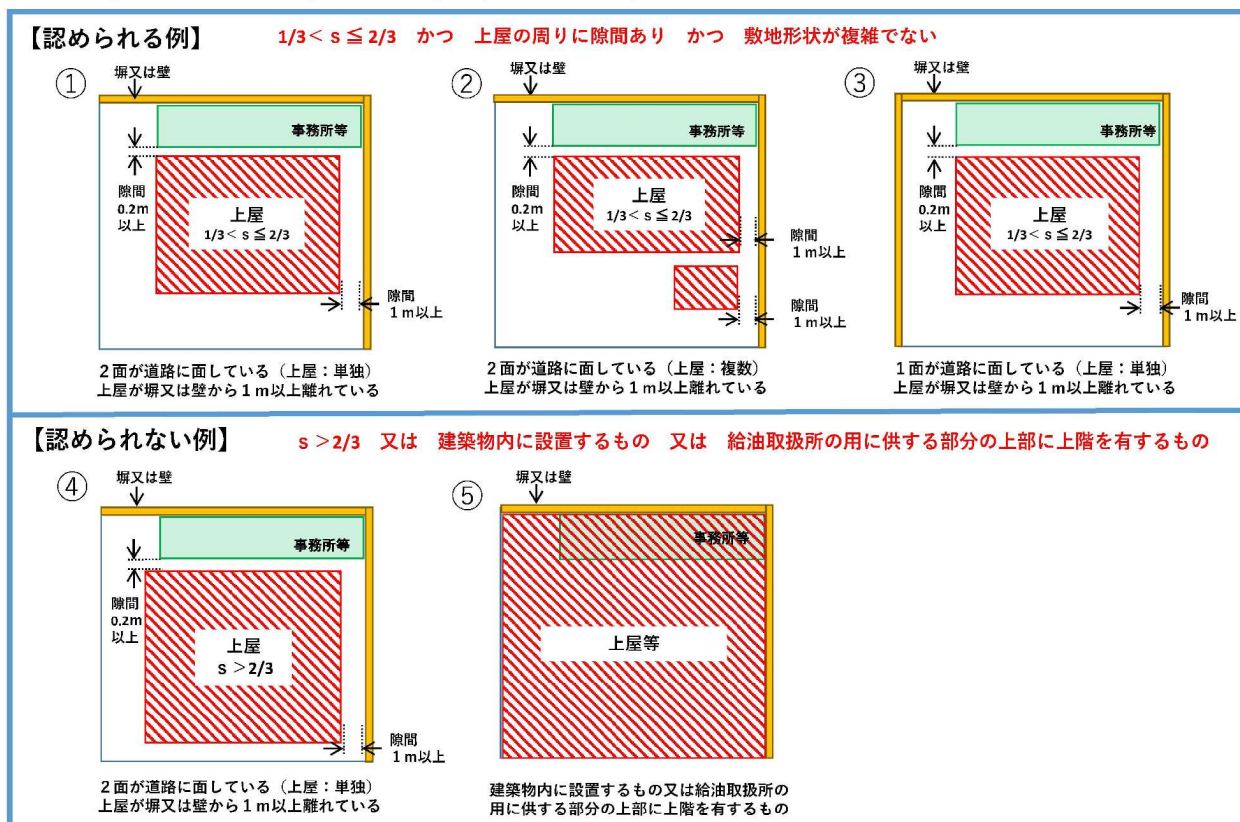 【認められる例】 1/3＜s≦2/3 かつ 上屋の周りに隙間あり かつ 敷地形状が複雑でない
①
塀又は壁
事務所等
隙間
0.2m
以上
上屋
1/3＜s≦2/3
隙間
1m以上
2面が道路に面している（上屋：単独）
上屋が塀又は壁から1m以上離れている
②
塀又は壁
事務所等
隙間
0.2m
以上
上屋
1/3＜s≦2/3
隙間
1m以上
隙間
1m以上
2面が道路に面している（上屋：複数）
上屋が塀又は壁から1m以上離れている
③
塀又は壁
事務所等
隙間
0.2m
以上
上屋
1/3＜s≦2/3
隙間
1m以上
1面が道路に面している（上屋：単独）
上屋が塀又は壁から1m以上離れている
【認められない例】 s＞2/3 又は 建築物内に設置するもの 又は 給油取扱所の用に供する部分の上部に上階を有するもの
④
塀又は壁
事務所等
隙間
0.2m
以上
上屋
s＞2/3
隙間
1m以上
2面が道路に面している（上屋：単独）
上屋が塀又は壁から1m以上離れている
⑤
塀又は壁
事務所等
上屋等
建築物内に設置するもの又は給油取扱所の
用に供する部分の上部に上階を有するもの